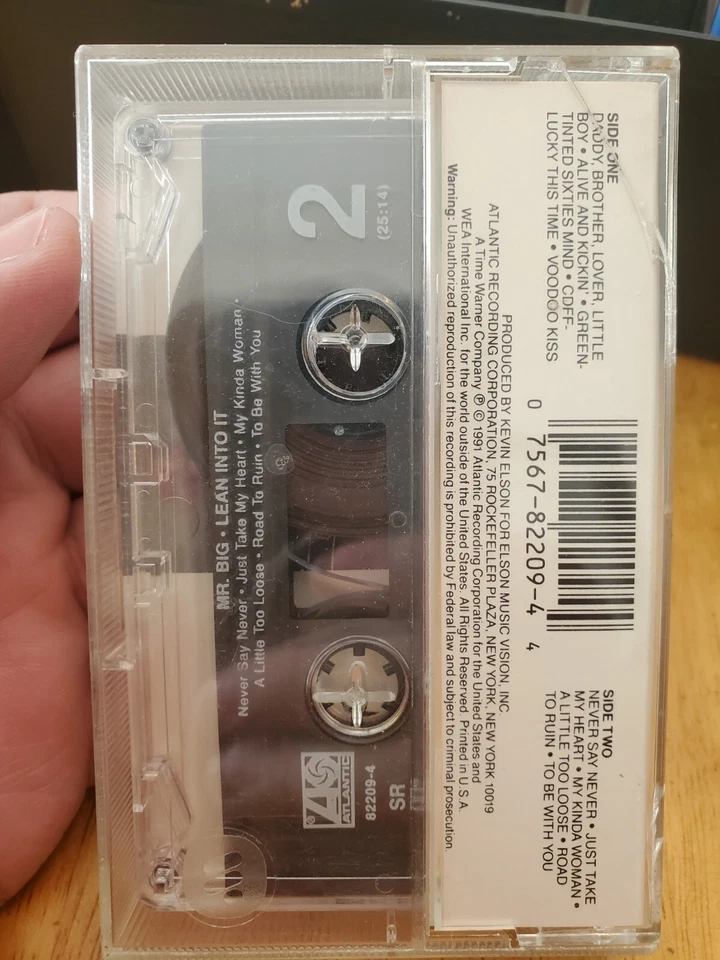 SIDE ONE
DADDY, BROTHER, LOVER, LITTLE
BOY • ALIVE AND KICKIN' • GREEN-
TINTED SIXTIES MIND • CDFF-
LUCKY THIS TIME • VOODOO KISS
0 7567-82209-4 4
SIDE TWO
NEVER SAY NEVER • JUST TAKE
MY HEART • MY KINDA WOMAN •
A LITTLE TOO LOOSE • ROAD
TO RUIN • TO BE WITH YOU
PRODUCED BY KEVIN ELSON FOR ELSON MUSIC VISION, INC.
ATLANTIC RECORDING CORPORATION, 75 ROCKEFELLER PLAZA, NEW YORK, NEW YORK 10019
A Time Warner Company ℗ © 1991 Atlantic Recording Corporation for the United States and
WEA International Inc. for the world outside of the United States. All Rights Reserved. Printed in U.S.A.
Warning: Unauthorized reproduction of this recording is prohibited by Federal law and subject to criminal prosecution.
2
(25:14)
ATLANTIC
82209-4
SR
MR. BIG • LEAN INTO IT
Never Say Never • Just Take My Heart • My Kinda Woman •
A Little Too Loose • Road To Ruin • To Be With You